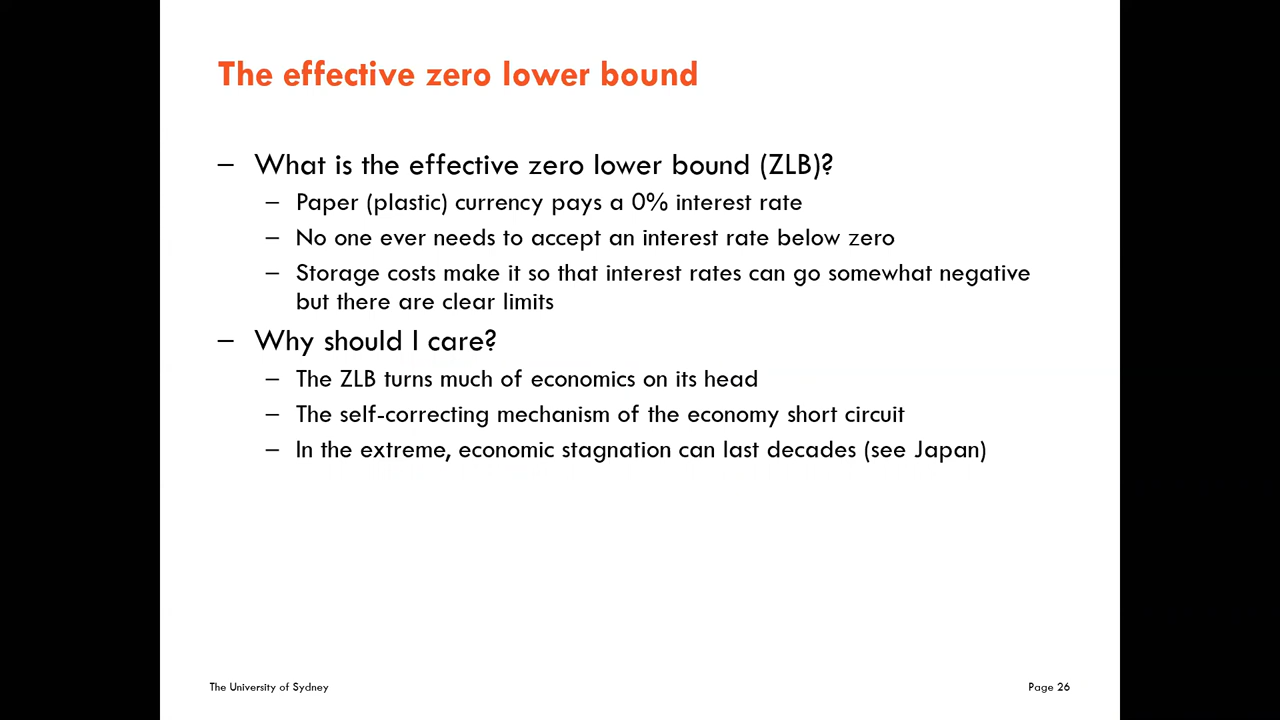 The effective zero lower bound
– What is the effective zero lower bound (ZLB)?
– Paper (plastic) currency pays a 0% interest rate
– No one ever needs to accept an interest rate below zero
– Storage costs make it so that interest rates can go somewhat negative
but there are clear limits
– Why should I care?
– The ZLB turns much of economics on its head
– The self-correcting mechanism of the economy short circuit
– In the extreme, economic stagnation can last decades (see Japan)
The University of Sydney
Page 26